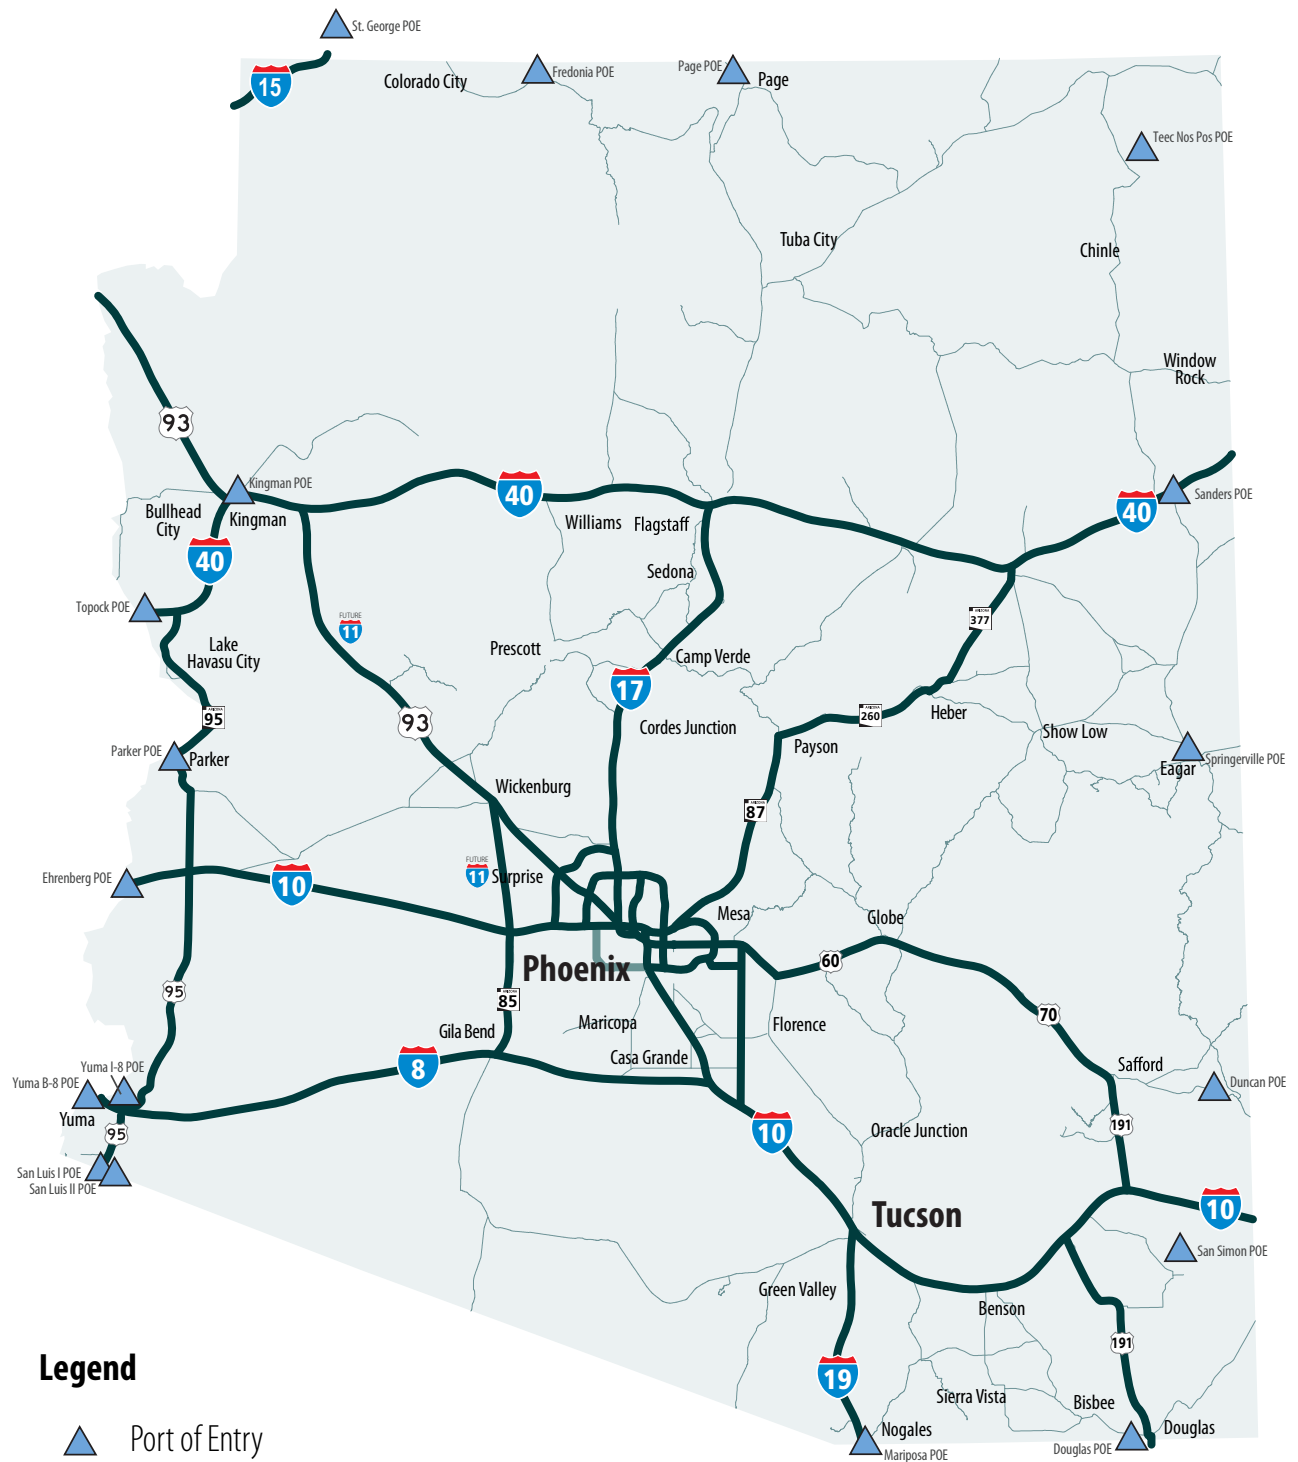 St. George POE
15
Colorado City
Fredonia POE
Page POE
Page
Teec Nos Pos POE
Tuba City
Chinle
Window
Rock
93
Kingman POE
40
Bullhead
City
Kingman
Williams
Flagstaff
40
Sanders POE
40
Sedona
Topock POE
FUTURE
11
ARIZONA
377
Lake
Havasu City
Prescott
Camp Verde
17
95
93
Cordes Junction
ARIZONA
260
Heber
Show Low
Payson
Parker POE
Parker
Eagar
Springerville POE
Wickenburg
ARIZONA
87
Ehrenberg POE
10
FUTURE
11
Surprise
Mesa
Globe
Phoenix
60
95
ARIZONA
85
70
Gila Bend
Maricopa
Florence
Casa Grande
8
Safford
Yuma I-8 POE
Yuma B-8 POE
Yuma
Duncan POE
95
10
Oracle Junction
191
San Luis I POE
San Luis II POE
Tucson
10
San Simon POE
Green Valley
Benson
191
Legend
19
Sierra Vista
Bisbee
Nogales
Douglas
Port of Entry
Mariposa POE
Douglas POE